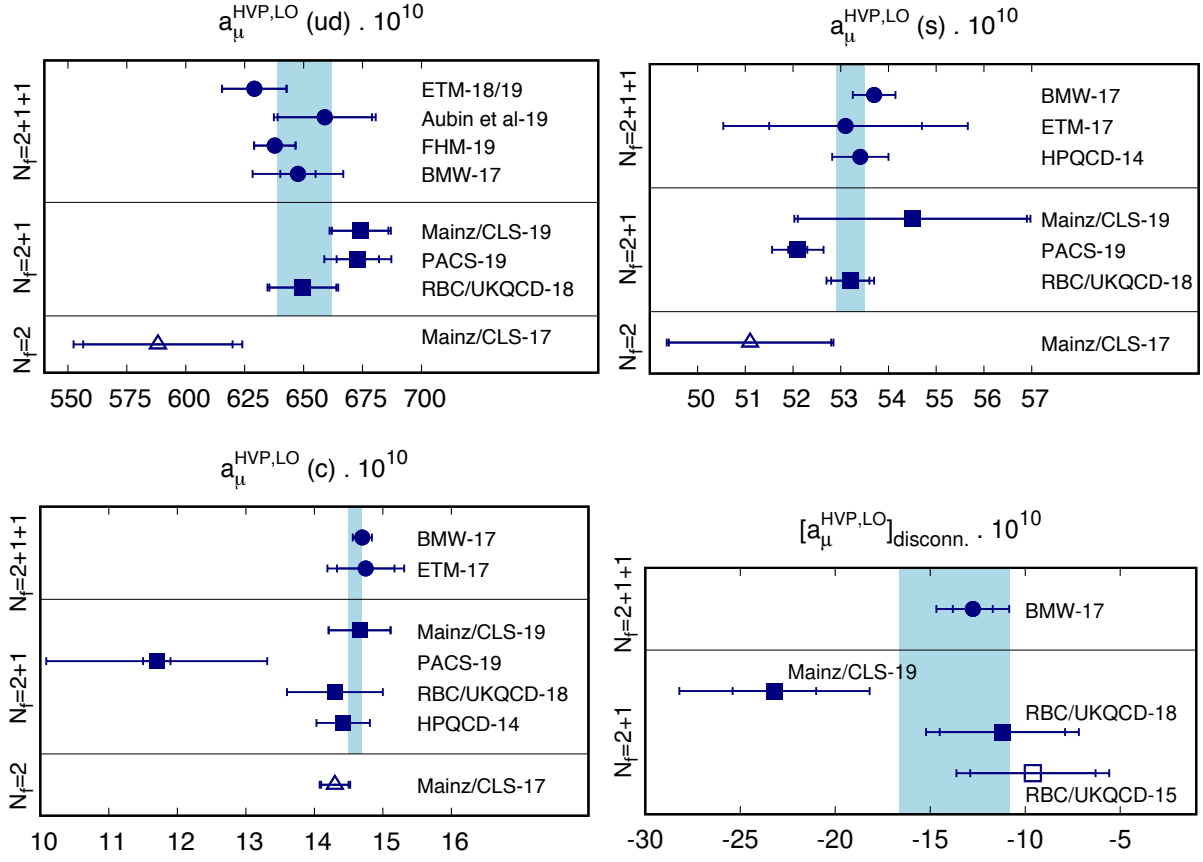 a_μ^{HVP,LO} (ud) . 10^{10}
N_f=2+1+1
ETM-18/19
Aubin et al-19
FHM-19
BMW-17
N_f=2+1
Mainz/CLS-19
PACS-19
RBC/UKQCD-18
N_f=2
Mainz/CLS-17
550 575 600 625 650 675 700
a_μ^{HVP,LO} (s) . 10^{10}
N_f=2+1+1
BMW-17
ETM-17
HPQCD-14
N_f=2+1
Mainz/CLS-19
PACS-19
RBC/UKQCD-18
N_f=2
Mainz/CLS-17
50 51 52 53 54 55 56 57
a_μ^{HVP,LO} (c) . 10^{10}
N_f=2+1+1
BMW-17
ETM-17
N_f=2+1
Mainz/CLS-19
PACS-19
RBC/UKQCD-18
HPQCD-14
N_f=2
Mainz/CLS-17
10 11 12 13 14 15 16
[a_μ^{HVP,LO}]_{disconn.} . 10^{10}
N_f=2+1+1
BMW-17
N_f=2+1
Mainz/CLS-19
RBC/UKQCD-18
RBC/UKQCD-15
-30 -25 -20 -15 -10 -5